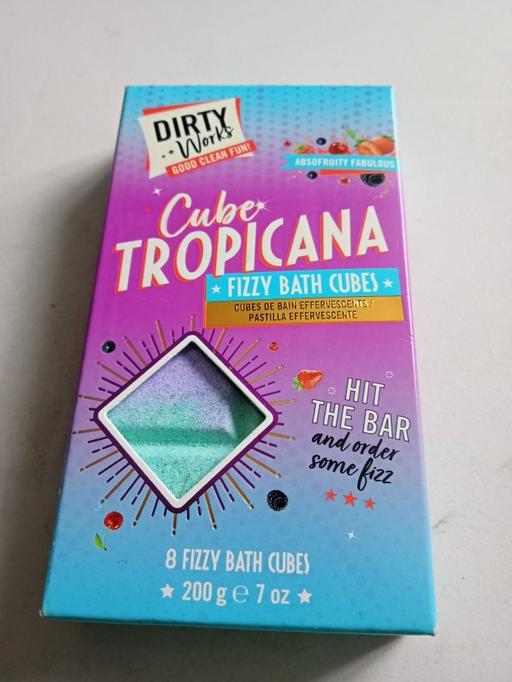 DIRTY
Works
GOOD CLEAN FUN!
ABSOFRUITY FABULOUS
Cube
TROPICANA
★ FIZZY BATH CUBES ★
CUBES DE BAIN EFFERVESCENTS /
PASTILLA EFFERVESCENTE
HIT
THE BAR
and order
some fizz
8 FIZZY BATH CUBES
★ 200 g ℮ 7 oz ★